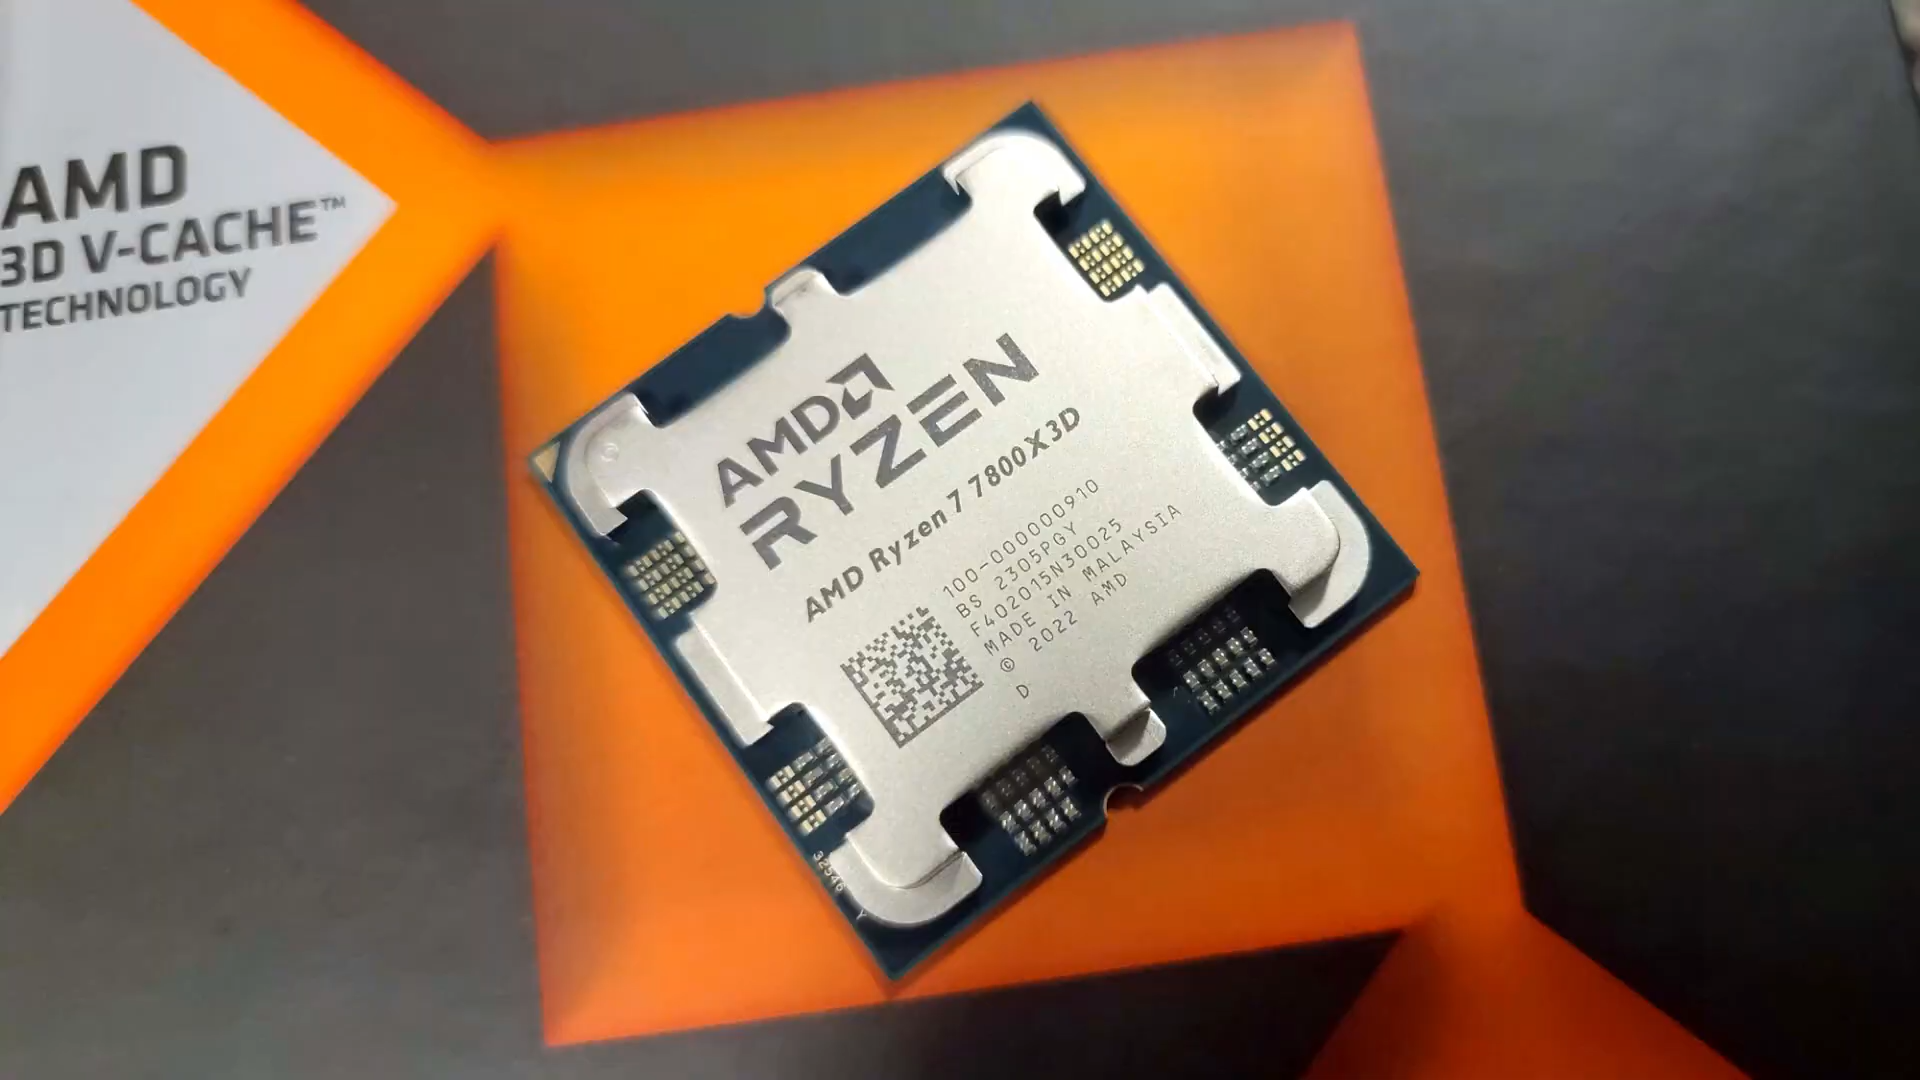 AMD
3D V-CACHE™
TECHNOLOGY
AMD
RYZEN
AMD Ryzen 7 7800X3D
100-000000910
BS 2305PGY
F402015N30025
MADE IN MALAYSIA
© 2022 AMD
D
32546